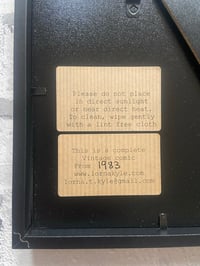 Please do not place
in direct sunlight
or near direct heat.
To clean, wipe gently
with a lint free cloth
This is a complete
Vintage comic
From 1983
www.lornakyle.com
lorna.t.kyle@gmail.com